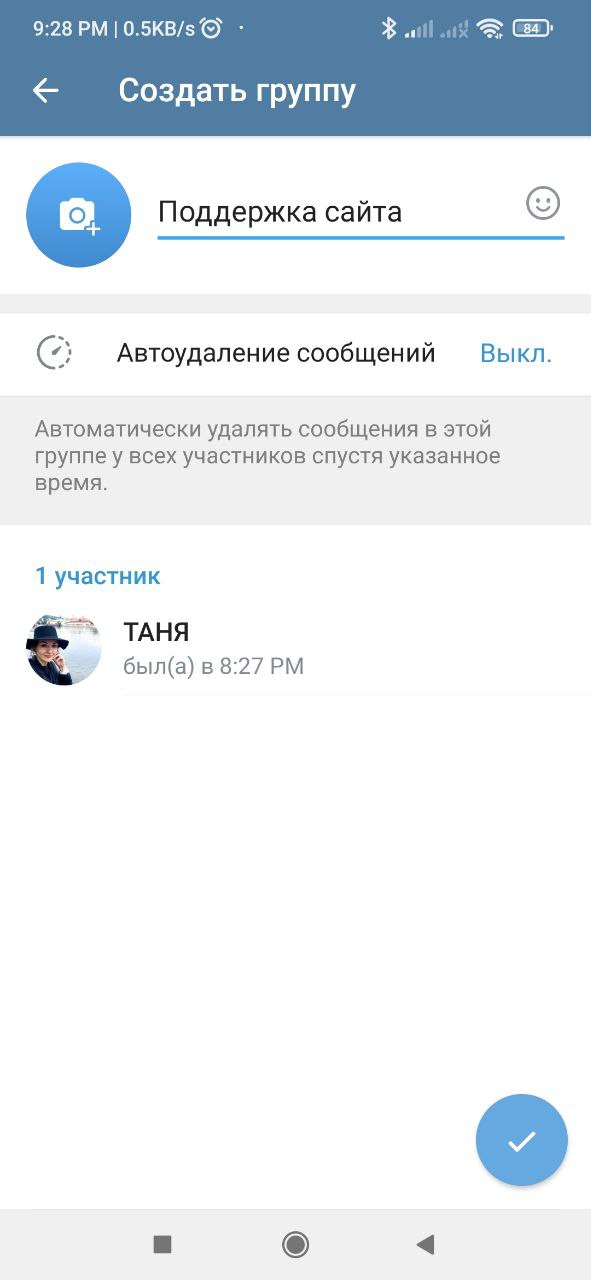 9:28 PM | 0.5KB/s
84
Создать группу
Поддержка сайта
Автоудаление сообщений Выкл.
Автоматически удалять сообщения в этой
группе у всех участников спустя указанное
время.
1 участник
ТАНЯ
был(а) в 8:27 PM